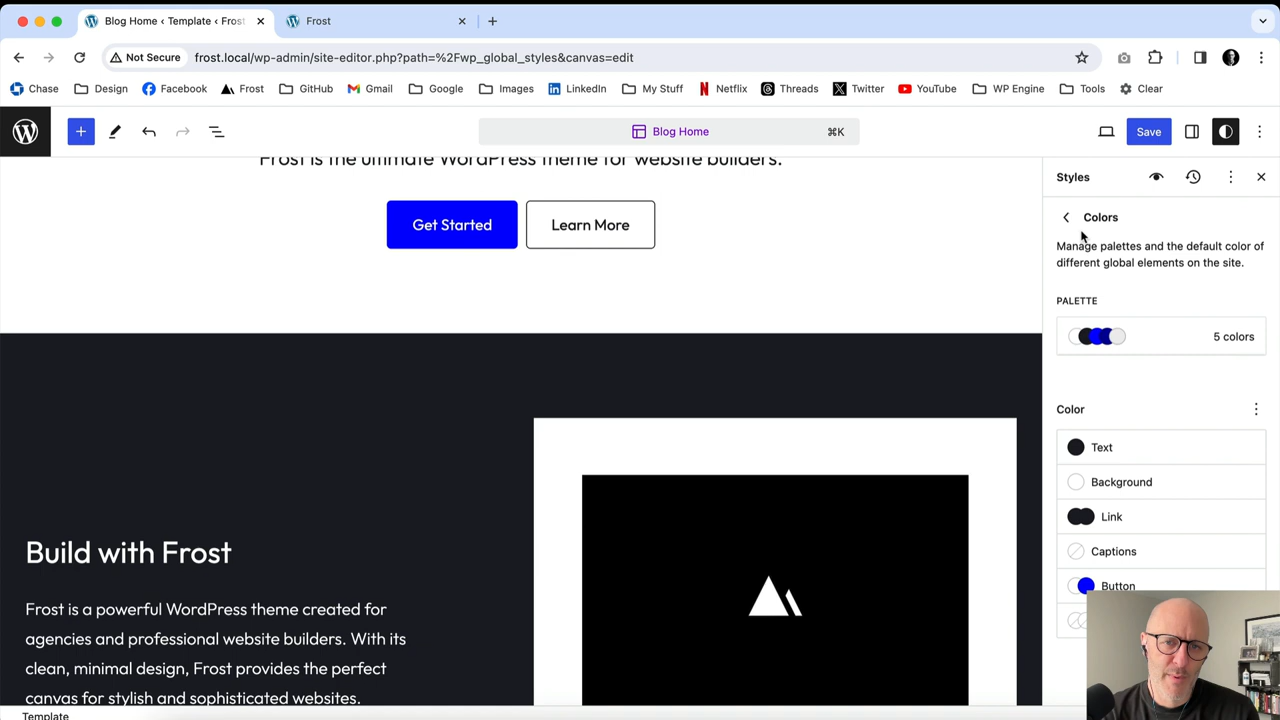 Blog Home ‹ Template ‹ Frost
Frost
Not Secure
frost.local/wp-admin/site-editor.php?path=%2Fwp_global_styles&canvas=edit
Chase
Design
Facebook
Frost
GitHub
Gmail
Google
Images
LinkedIn
My Stuff
Netflix
Threads
Twitter
YouTube
WP Engine
Tools
Clear
Blog Home
⌘K
Save
Frost is the ultimate WordPress theme for website builders.
Get Started
Learn More
Build with Frost
Frost is a powerful WordPress theme created for
agencies and professional website builders. With its
clean, minimal design, Frost provides the perfect
canvas for stylish and sophisticated websites.
Template
Styles
Colors
Manage palettes and the default color of
different global elements on the site.
PALETTE
5 colors
Color
Text
Background
Link
Captions
Button